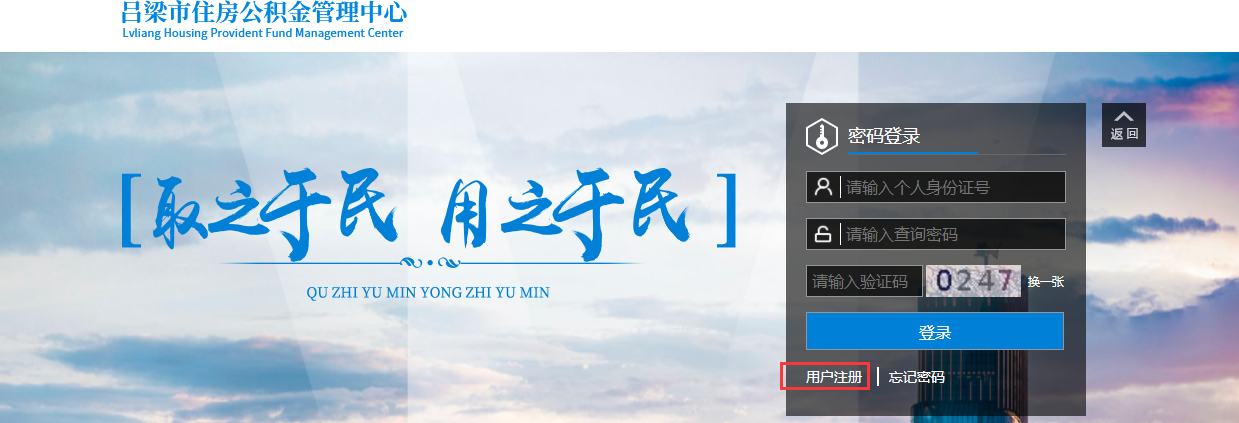 吕梁市住房公积金管理中心
Lvliang Housing Provident Fund Management Center
返回
密码登录
请输入个人身份证号
取之于民 用之于民
请输入查询密码
请输入验证码 0247 换一张
QU ZHI YU MIN YONG ZHI YU MIN
登录
用户注册 忘记密码